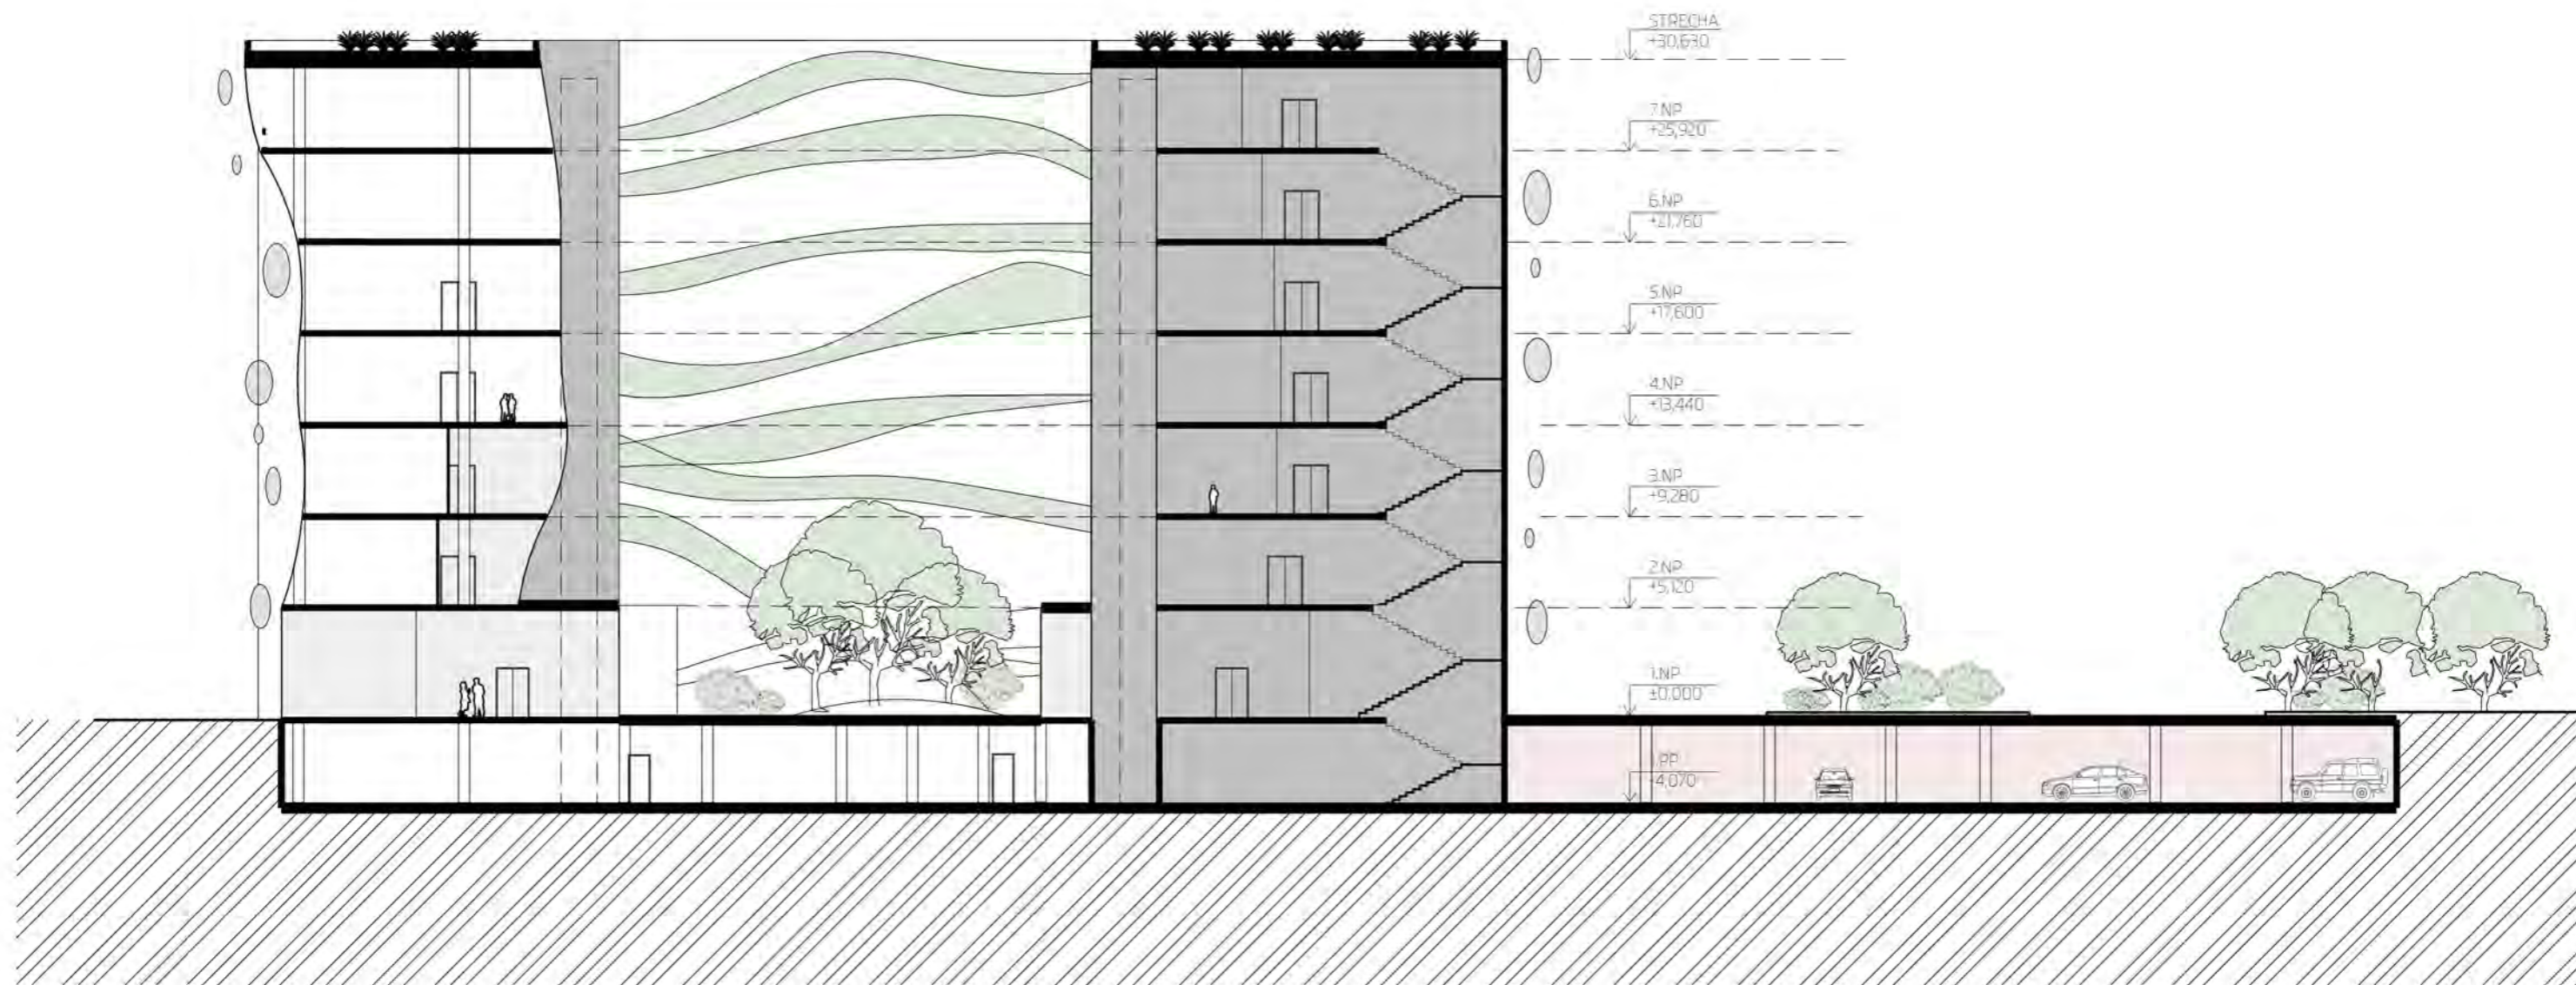 STRECHA
+30,630
7.NP
+25,920
6.NP
+21,760
5.NP
+17,600
4.NP
+13,440
3.NP
+9,280
2.NP
+5,120
1.NP
±0,000
1.PP
-4,070